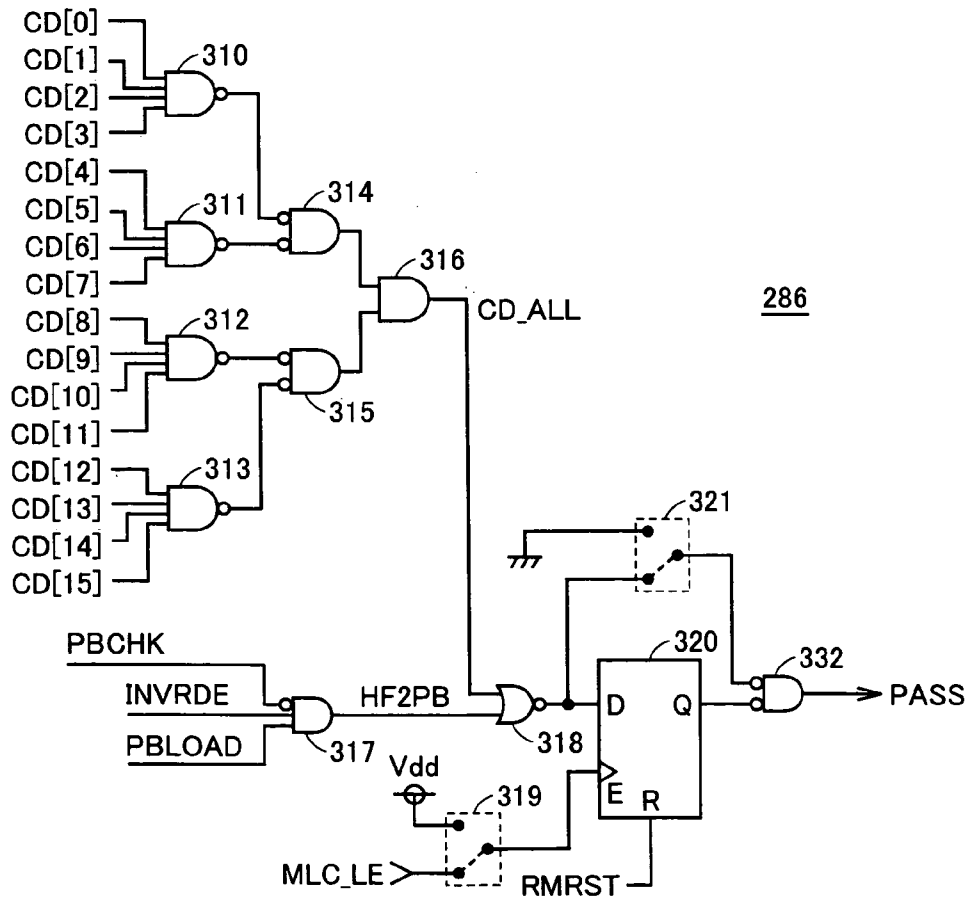 CD[0]
CD[1]
CD[2]
CD[3]
310
CD[4]
CD[5]
CD[6]
CD[7]
311
314
316
CD_ALL
286
CD[8]
CD[9]
CD[10]
CD[11]
312
315
CD[12]
CD[13]
CD[14]
CD[15]
313
321
PBCHK
INVRDE
PBLOAD
317
HF2PB
318
320
D
Q
E
R
332
PASS
Vdd
319
MLC_LE
RMRST